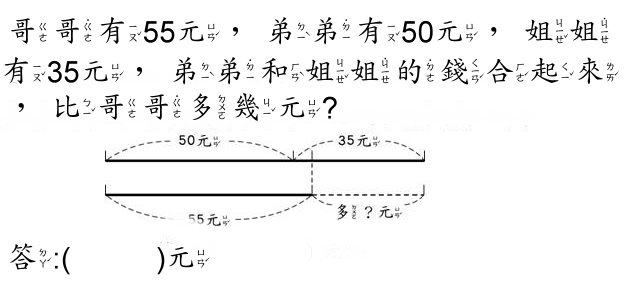 哥哥有55元，弟弟有50元，姐姐
有35元，弟弟和姐姐的錢合起來
，比哥哥多幾元?
50元 35元
55元 多?元
答:( )元